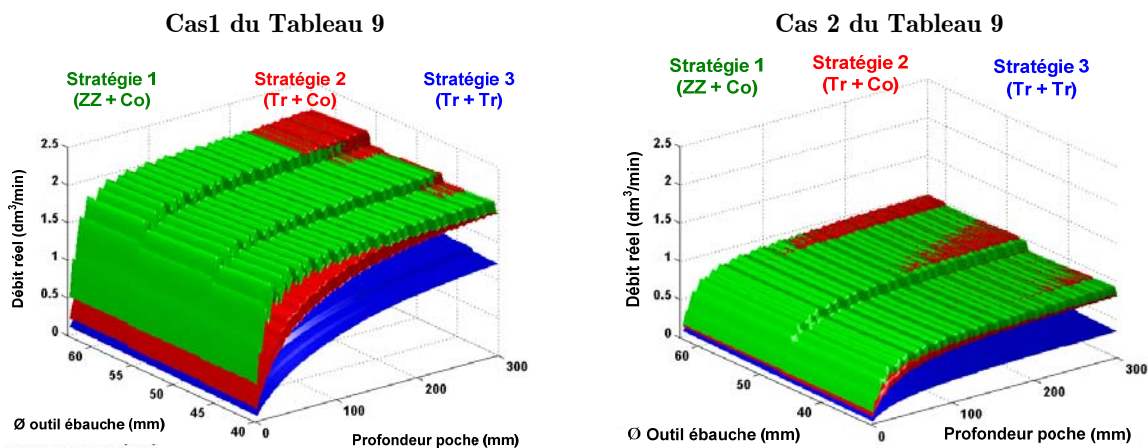 Cas1 du Tableau 9
Stratégie 1
(ZZ + Co)
Stratégie 2
(Tr + Co)
Stratégie 3
(Tr + Tr)
Débit réel (dm³/min)
2.5
2
1.5
1
0.5
0
60
55
50
45
40
0
100
200
300
Ø outil ébauche (mm)
Profondeur poche (mm)
Cas 2 du Tableau 9
Stratégie 1
(ZZ + Co)
Stratégie 2
(Tr + Co)
Stratégie 3
(Tr + Tr)
Débit réel (dm³/min)
2.5
2
1.5
1
0.5
0
60
50
40
0
100
200
300
Ø Outil ébauche (mm)
Profondeur poche (mm)